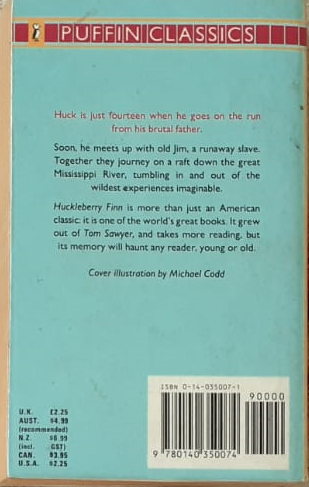 PUFFIN CLASSICS
Huck is just fourteen when he goes on the run
from his brutal father.
Soon, he meets up with old Jim, a runaway slave.
Together they journey on a raft down the great
Mississippi River, tumbling in and out of the
wildest experiences imaginable.
Huckleberry Finn is more than just an American
classic: it is one of the world's great books. It grew
out of Tom Sawyer, and takes more reading, but
its memory will haunt any reader, young or old.
Cover illustration by Michael Codd
ISBN 0-14-035007-1
90000
9 780140 350074
U.K. £2.25
AUST. $4.99
(recommended)
N.Z. $6.99
(incl. GST)
CAN. $3.95
U.S.A. $2.25